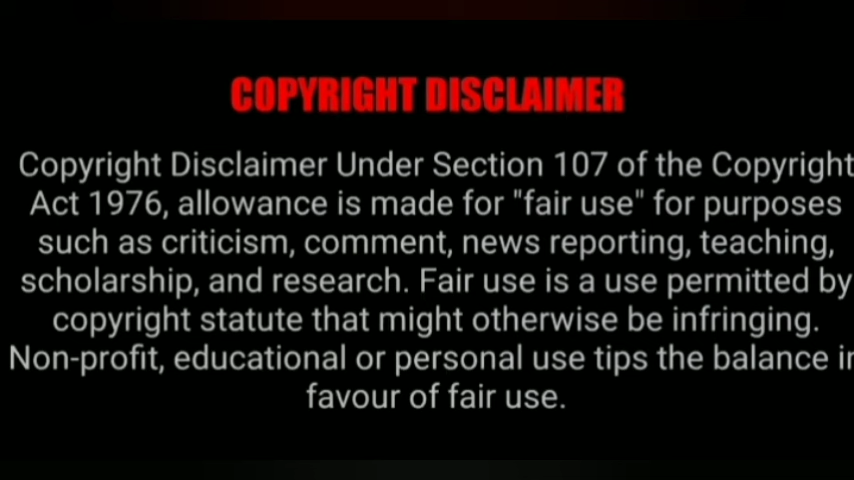 COPYRIGHT DISCLAIMER
Copyright Disclaimer Under Section 107 of the Copyright
Act 1976, allowance is made for "fair use" for purposes
such as criticism, comment, news reporting, teaching,
scholarship, and research. Fair use is a use permitted by
copyright statute that might otherwise be infringing.
Non-profit, educational or personal use tips the balance in
favour of fair use.